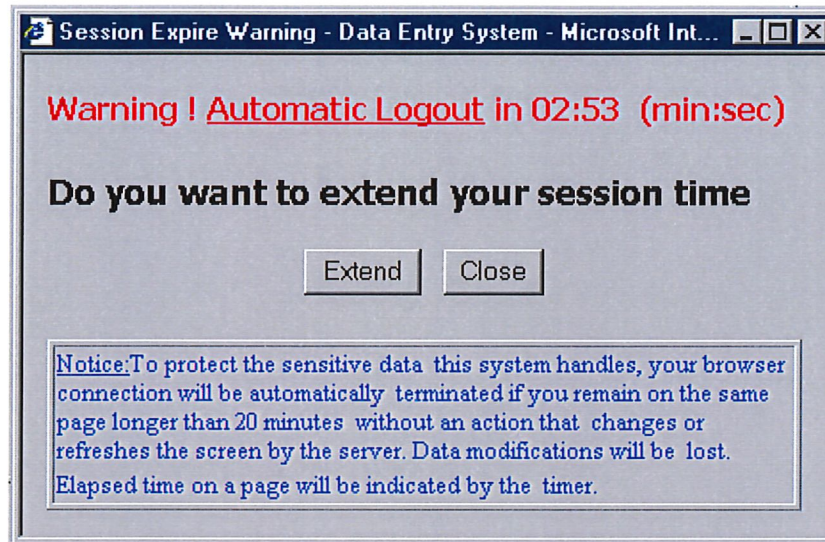 Session Expire Warning - Data Entry System - Microsoft Int...
Warning ! Automatic Logout in 02:53 (min:sec)
Do you want to extend your session time
Extend Close
Notice:To protect the sensitive data this system handles, your browser
connection will be automatically terminated if you remain on the same
page longer than 20 minutes without an action that changes or
refreshes the screen by the server. Data modifications will be lost.
Elapsed time on a page will be indicated by the timer.